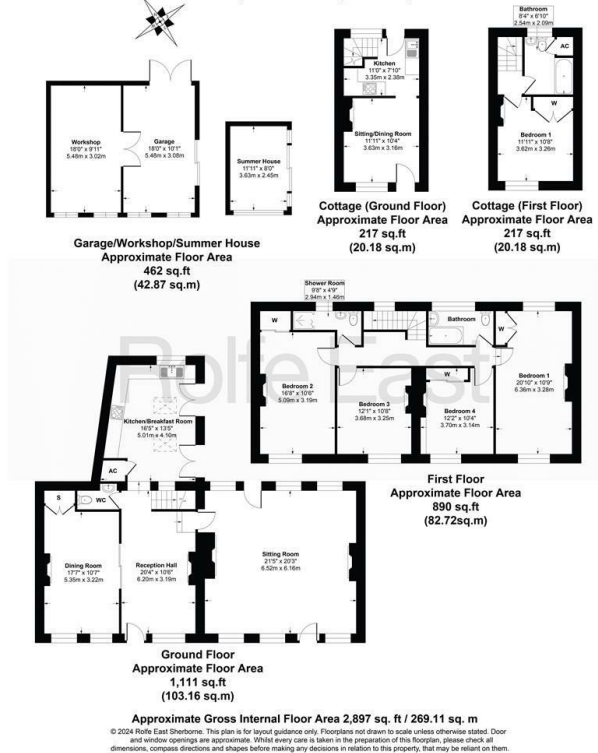 Workshop
18'0" x 9'11"
5.48m x 3.02m
Garage
18'0" x 10'1"
5.48m x 3.08m
Summer House
11'11" x 8'0"
3.63m x 2.45m
Garage/Workshop/Summer House
Approximate Floor Area
462 sq.ft
(42.87 sq.m)
Kitchen
11'0" x 7'10"
3.35m x 2.38m
Sitting/Dining Room
11'11" x 10'4"
3.63m x 3.16m
Cottage (Ground Floor)
Approximate Floor Area
217 sq.ft
(20.18 sq.m)
Bathroom
8'4" x 6'10"
2.54m x 2.09m
AC
W
Bedroom 1
11'11" x 10'8"
3.62m x 3.26m
Cottage (First Floor)
Approximate Floor Area
217 sq.ft
(20.18 sq.m)
Rolfe East
Shower Room
9'8" x 4'9"
2.94m x 1.46m
W
Bathroom
W
Bedroom 2
16'8" x 10'6"
5.09m x 3.19m
Bedroom 3
12'1" x 10'8"
3.68m x 3.25m
W
Bedroom 4
12'2" x 10'4"
3.70m x 3.14m
Bedroom 1
20'10" x 10'9"
6.36m x 3.28m
First Floor
Approximate Floor Area
890 sq.ft
(82.72sq.m)
Kitchen/Breakfast Room
16'5" x 13'5"
5.01m x 4.10m
AC
S
WC
Dining Room
17'7" x 10'7"
5.35m x 3.22m
Reception Hall
20'4" x 10'6"
6.20m x 3.19m
Sitting Room
21'5" x 20'3"
6.52m x 6.16m
Ground Floor
Approximate Floor Area
1,111 sq.ft
(103.16 sq.m)
Approximate Gross Internal Floor Area 2,897 sq. ft / 269.11 sq. m
© 2024 Rolfe East Sherborne. This plan is for layout guidance only. Floorplans not drawn to scale unless otherwise stated. Door
and window openings are approximate. Whilst every care is taken in the preparation of this floorplan, please check all
dimensions, compass directions and shapes before making any decisions in relation to this property, that may be reliant on them.